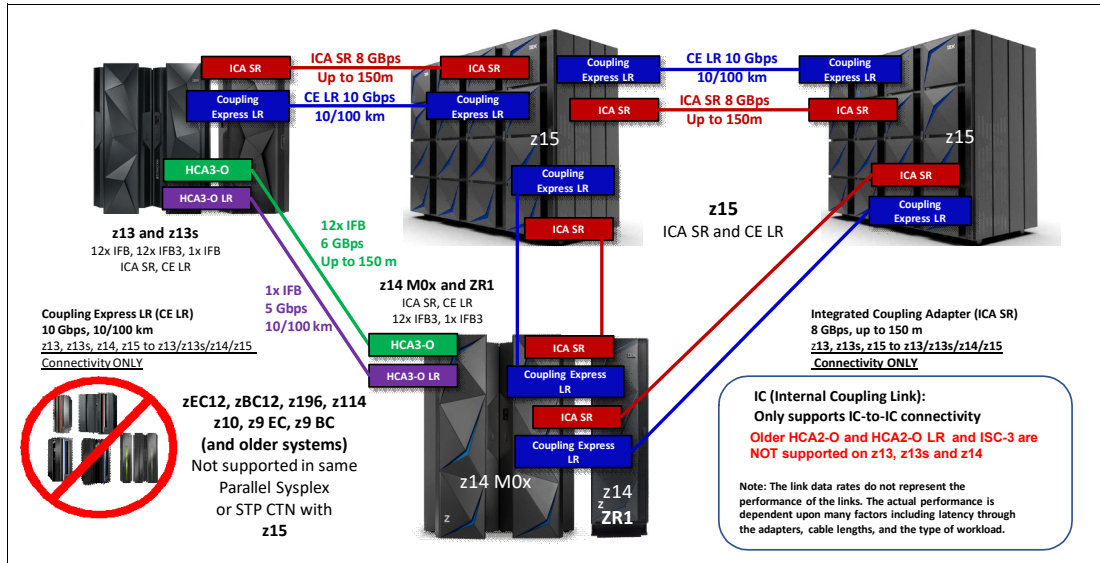 ICA SR
ICA SR 8 GBps
Up to 150m
ICA SR
Coupling
Express LR
CE LR 10 Gbps
10/100 km
Coupling
Express LR
Coupling
Express LR
CE LR 10 Gbps
10/100 km
Coupling
Express LR
ICA SR
ICA SR 8 GBps
Up to 150m
ICA SR
z15
z15
HCA3-O
HCA3-O LR
Coupling
Express LR
ICA SR
ICA SR
Coupling
Express LR
z15
ICA SR and CE LR
z13 and z13s
12x IFB, 12x IFB3, 1x IFB
ICA SR, CE LR
12x IFB
6 GBps
Up to 150 m
1x IFB
5 Gbps
10/100 km
z14 M0x and ZR1
ICA SR, CE LR
12x IFB3, 1x IFB3
Coupling Express LR (CE LR)
10 Gbps, 10/100 km
z13, z13s, z14, z15 to z13/z13s/z14/z15
Connectivity ONLY
Integrated Coupling Adapter (ICA SR)
8 GBps, up to 150 m
z13, z13s, z15 to z13/z13s/z14/z15
Connectivity ONLY
HCA3-O
HCA3-O LR
ICA SR
Coupling Express
LR
ICA SR
Coupling Express
LR
z14 M0x
z
z14
z
ZR1
zEC12, zBC12, z196, z114
z10, z9 EC, z9 BC
(and older systems)
Not supported in same
Parallel Sysplex
or STP CTN with
z15
IC (Internal Coupling Link):
Only supports IC-to-IC connectivity
Older HCA2-O and HCA2-O LR and ISC-3 are
NOT supported on z13, z13s and z14
Note: The link data rates do not represent the
performance of the links. The actual performance is
dependent upon many factors including latency through
the adapters, cable lengths, and the type of workload.